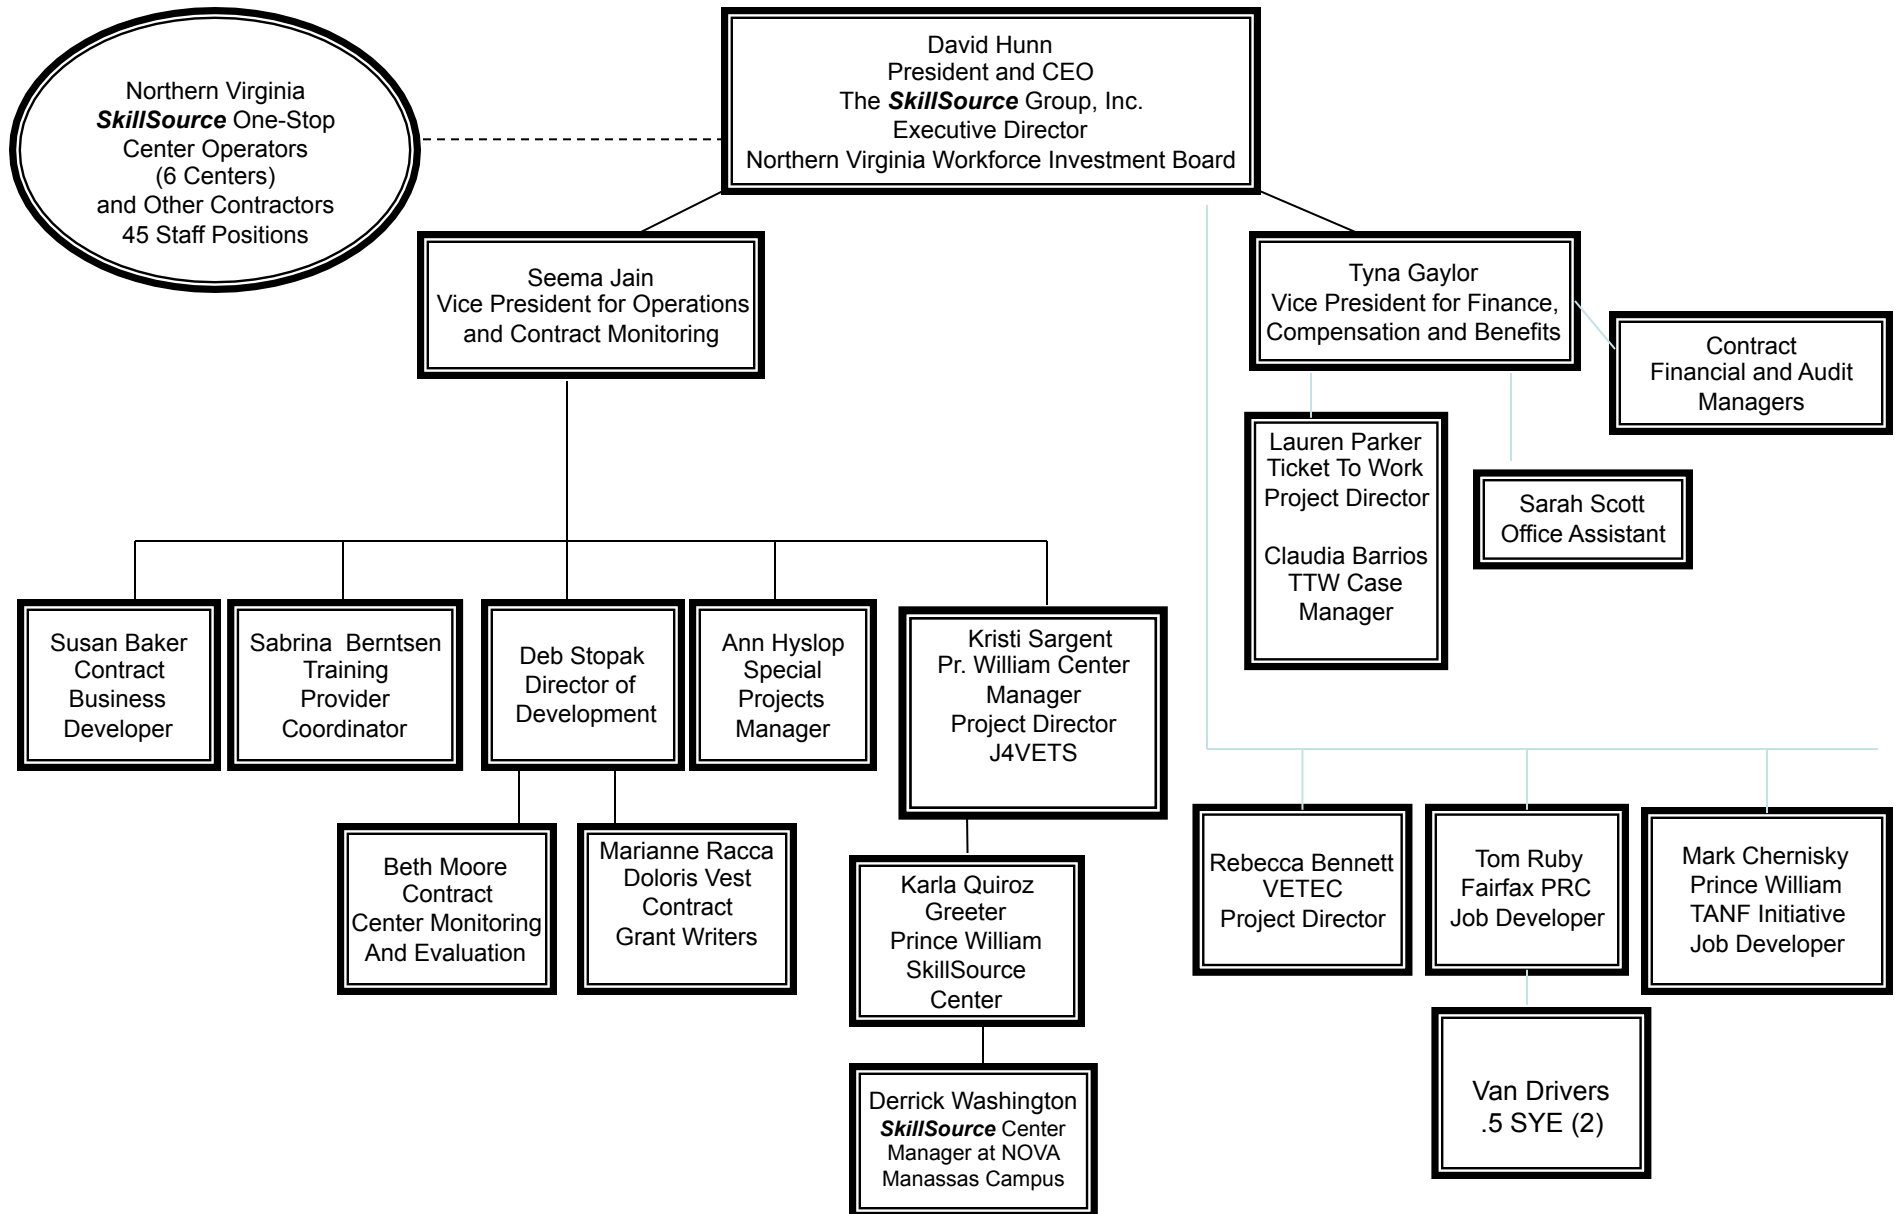 Northern Virginia
SkillSource One-Stop
Center Operators
(6 Centers)
and Other Contractors
45 Staff Positions
David Hunn
President and CEO
The SkillSource Group, Inc.
Executive Director
Northern Virginia Workforce Investment Board
Seema Jain
Vice President for Operations
and Contract Monitoring
Tyna Gaylor
Vice President for Finance,
Compensation and Benefits
Contract
Financial and Audit
Managers
Lauren Parker
Ticket To Work
Project Director
Claudia Barrios
TTW Case
Manager
Sarah Scott
Office Assistant
Susan Baker
Contract
Business
Developer
Sabrina Berntsen
Training
Provider
Coordinator
Deb Stopak
Director of
Development
Ann Hyslop
Special
Projects
Manager
Kristi Sargent
Pr. William Center
Manager
Project Director
J4VETS
Beth Moore
Contract
Center Monitoring
And Evaluation
Marianne Racca
Doloris Vest
Contract
Grant Writers
Karla Quiroz
Greeter
Prince William
SkillSource
Center
Derrick Washington
SkillSource Center
Manager at NOVA
Manassas Campus
Rebecca Bennett
VETEC
Project Director
Tom Ruby
Fairfax PRC
Job Developer
Mark Chernisky
Prince William
TANF Initiative
Job Developer
Van Drivers
.5 SYE (2)